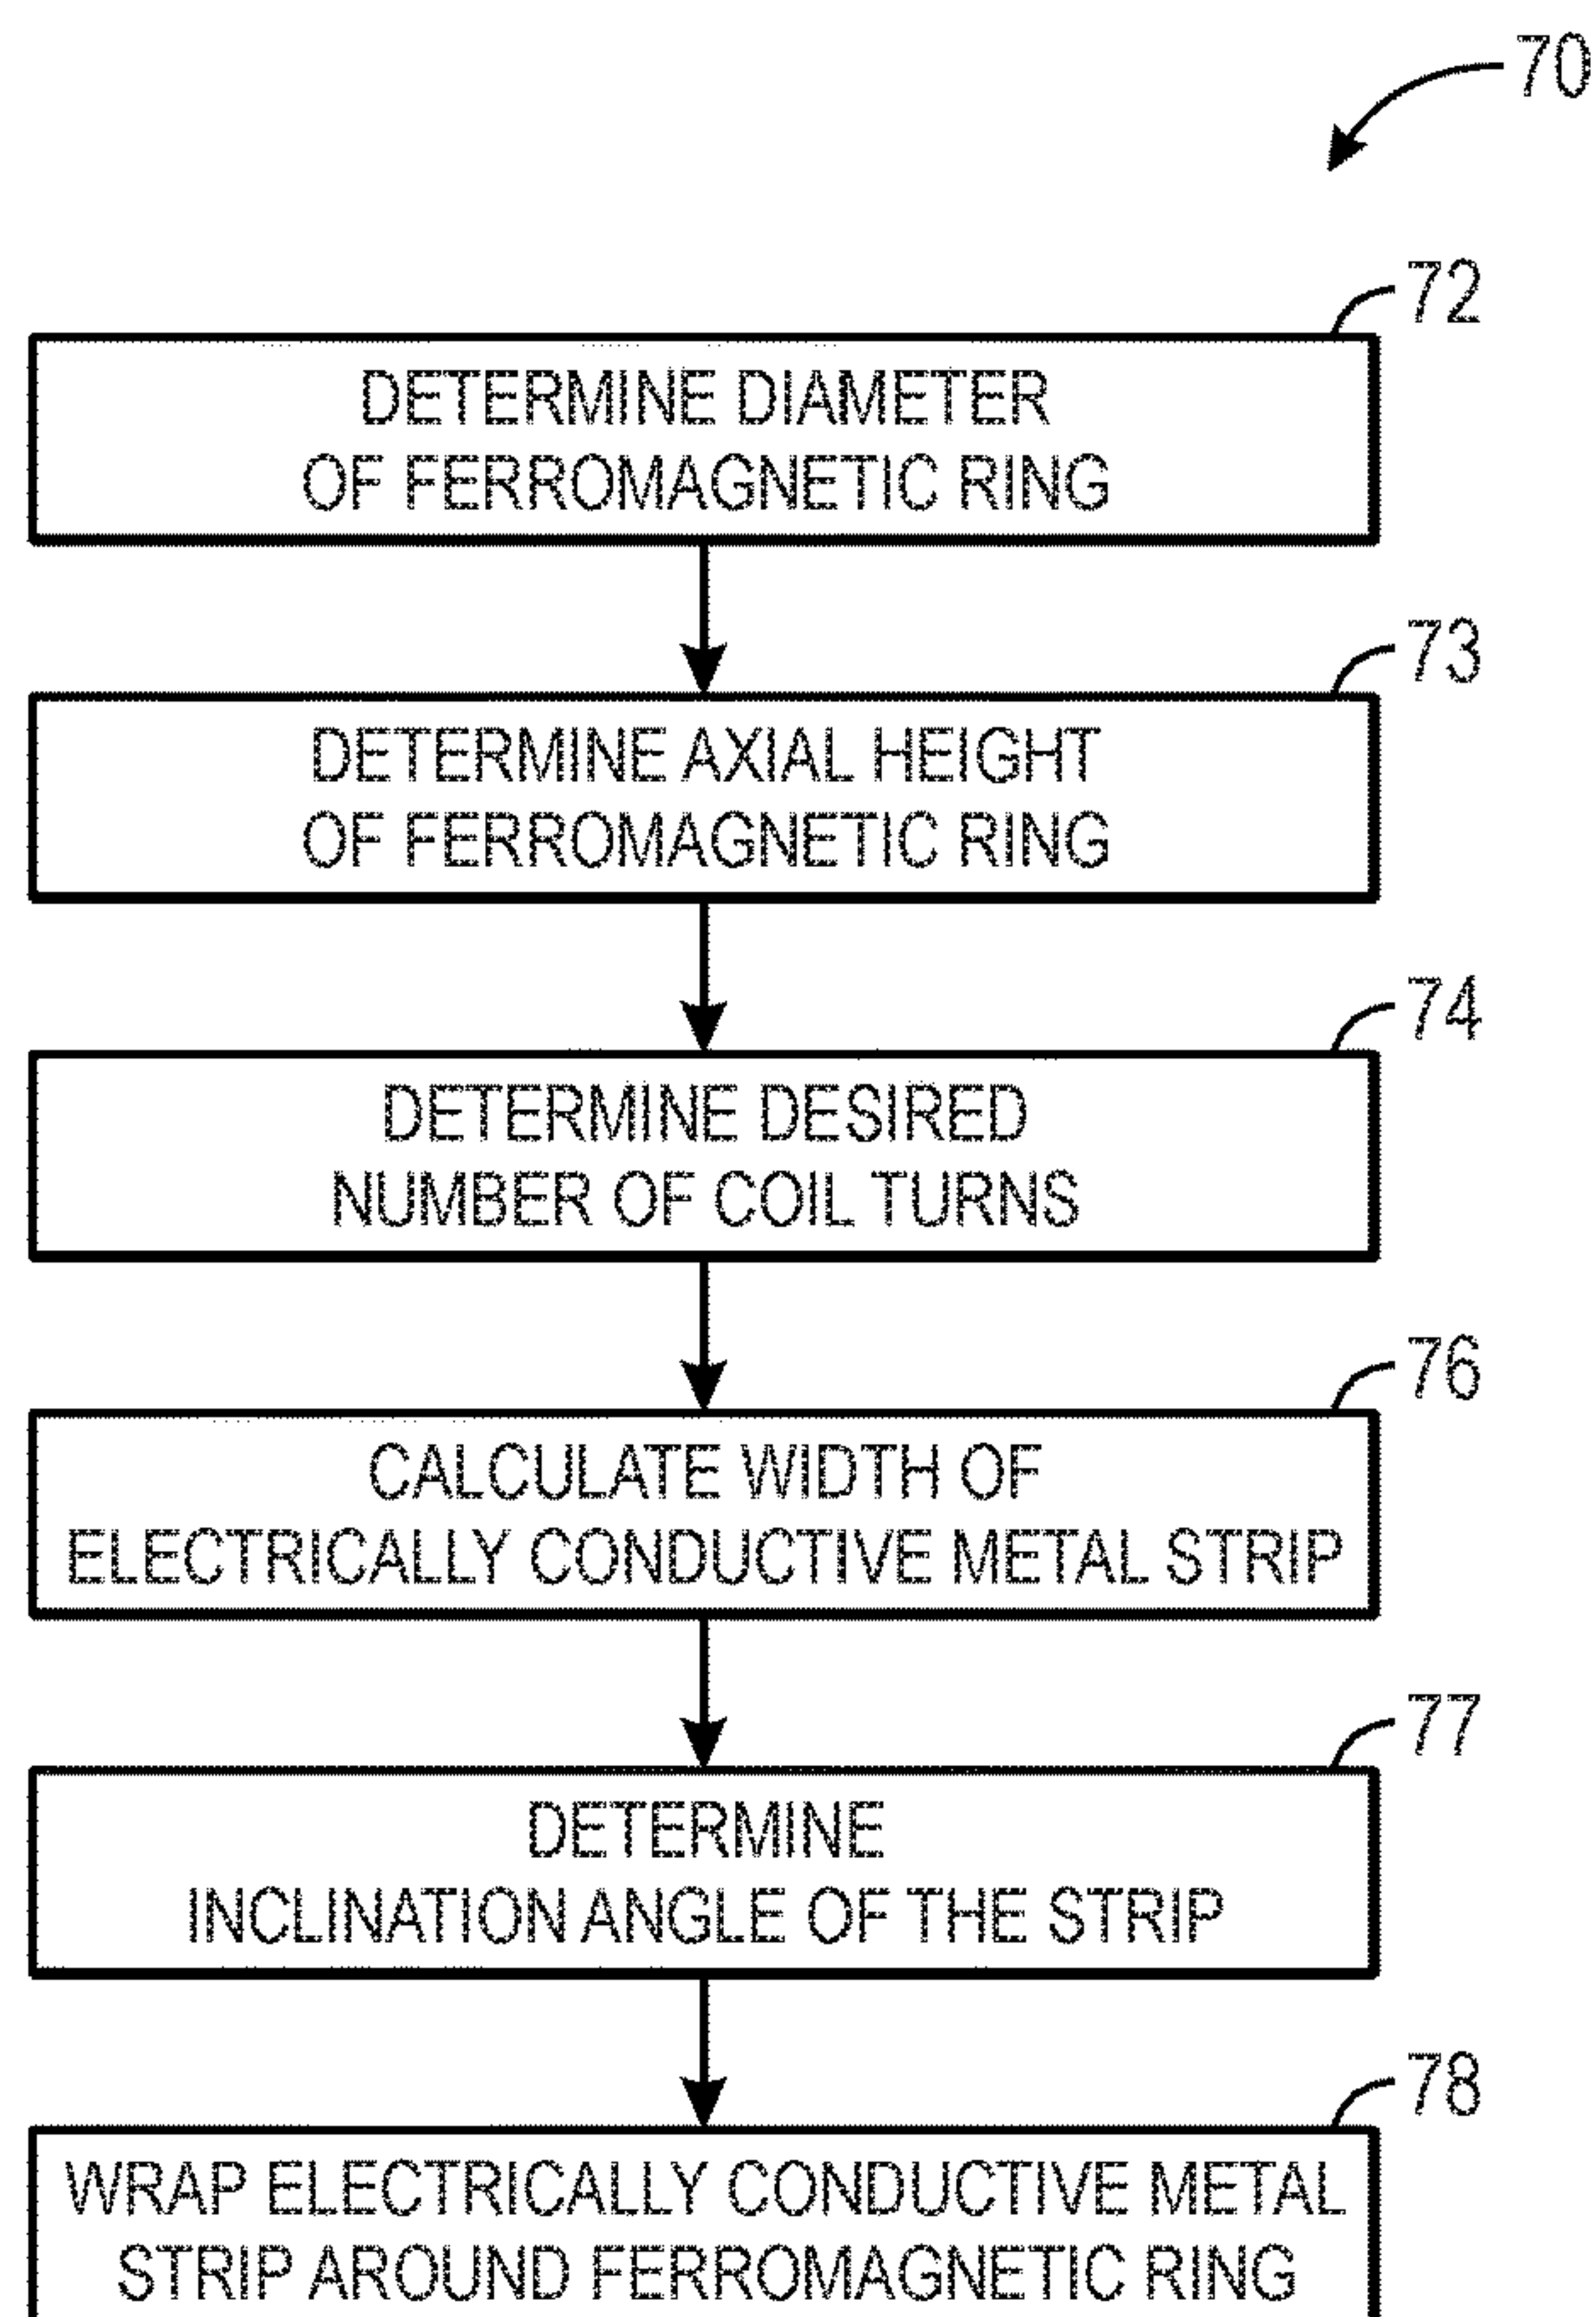 70
72
DETERMINE DIAMETER
OF FERROMAGNETIC RING
73
DETERMINE AXIAL HEIGHT
OF FERROMAGNETIC RING
74
DETERMINE DESIRED
NUMBER OF COIL TURNS
76
CALCULATE WIDTH OF
ELECTRICALLY CONDUCTIVE METAL STRIP
77
DETERMINE
INCLINATION ANGLE OF THE STRIP
78
WRAP ELECTRICALLY CONDUCTIVE METAL
STRIP AROUND FERROMAGNETIC RING